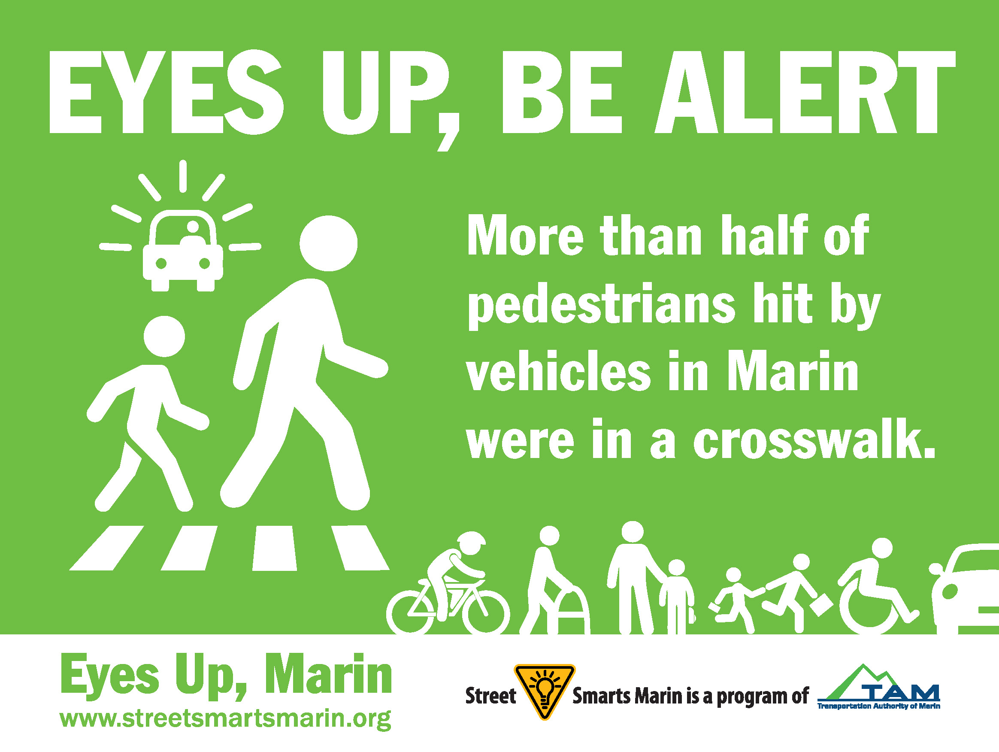 EYES UP, BE ALERT
More than half of
pedestrians hit by
vehicles in Marin
were in a crosswalk.
Eyes Up, Marin
www.streetsmartsmarin.org
Street Smarts Marin is a program of
TAM
Transportation Authority of Marin